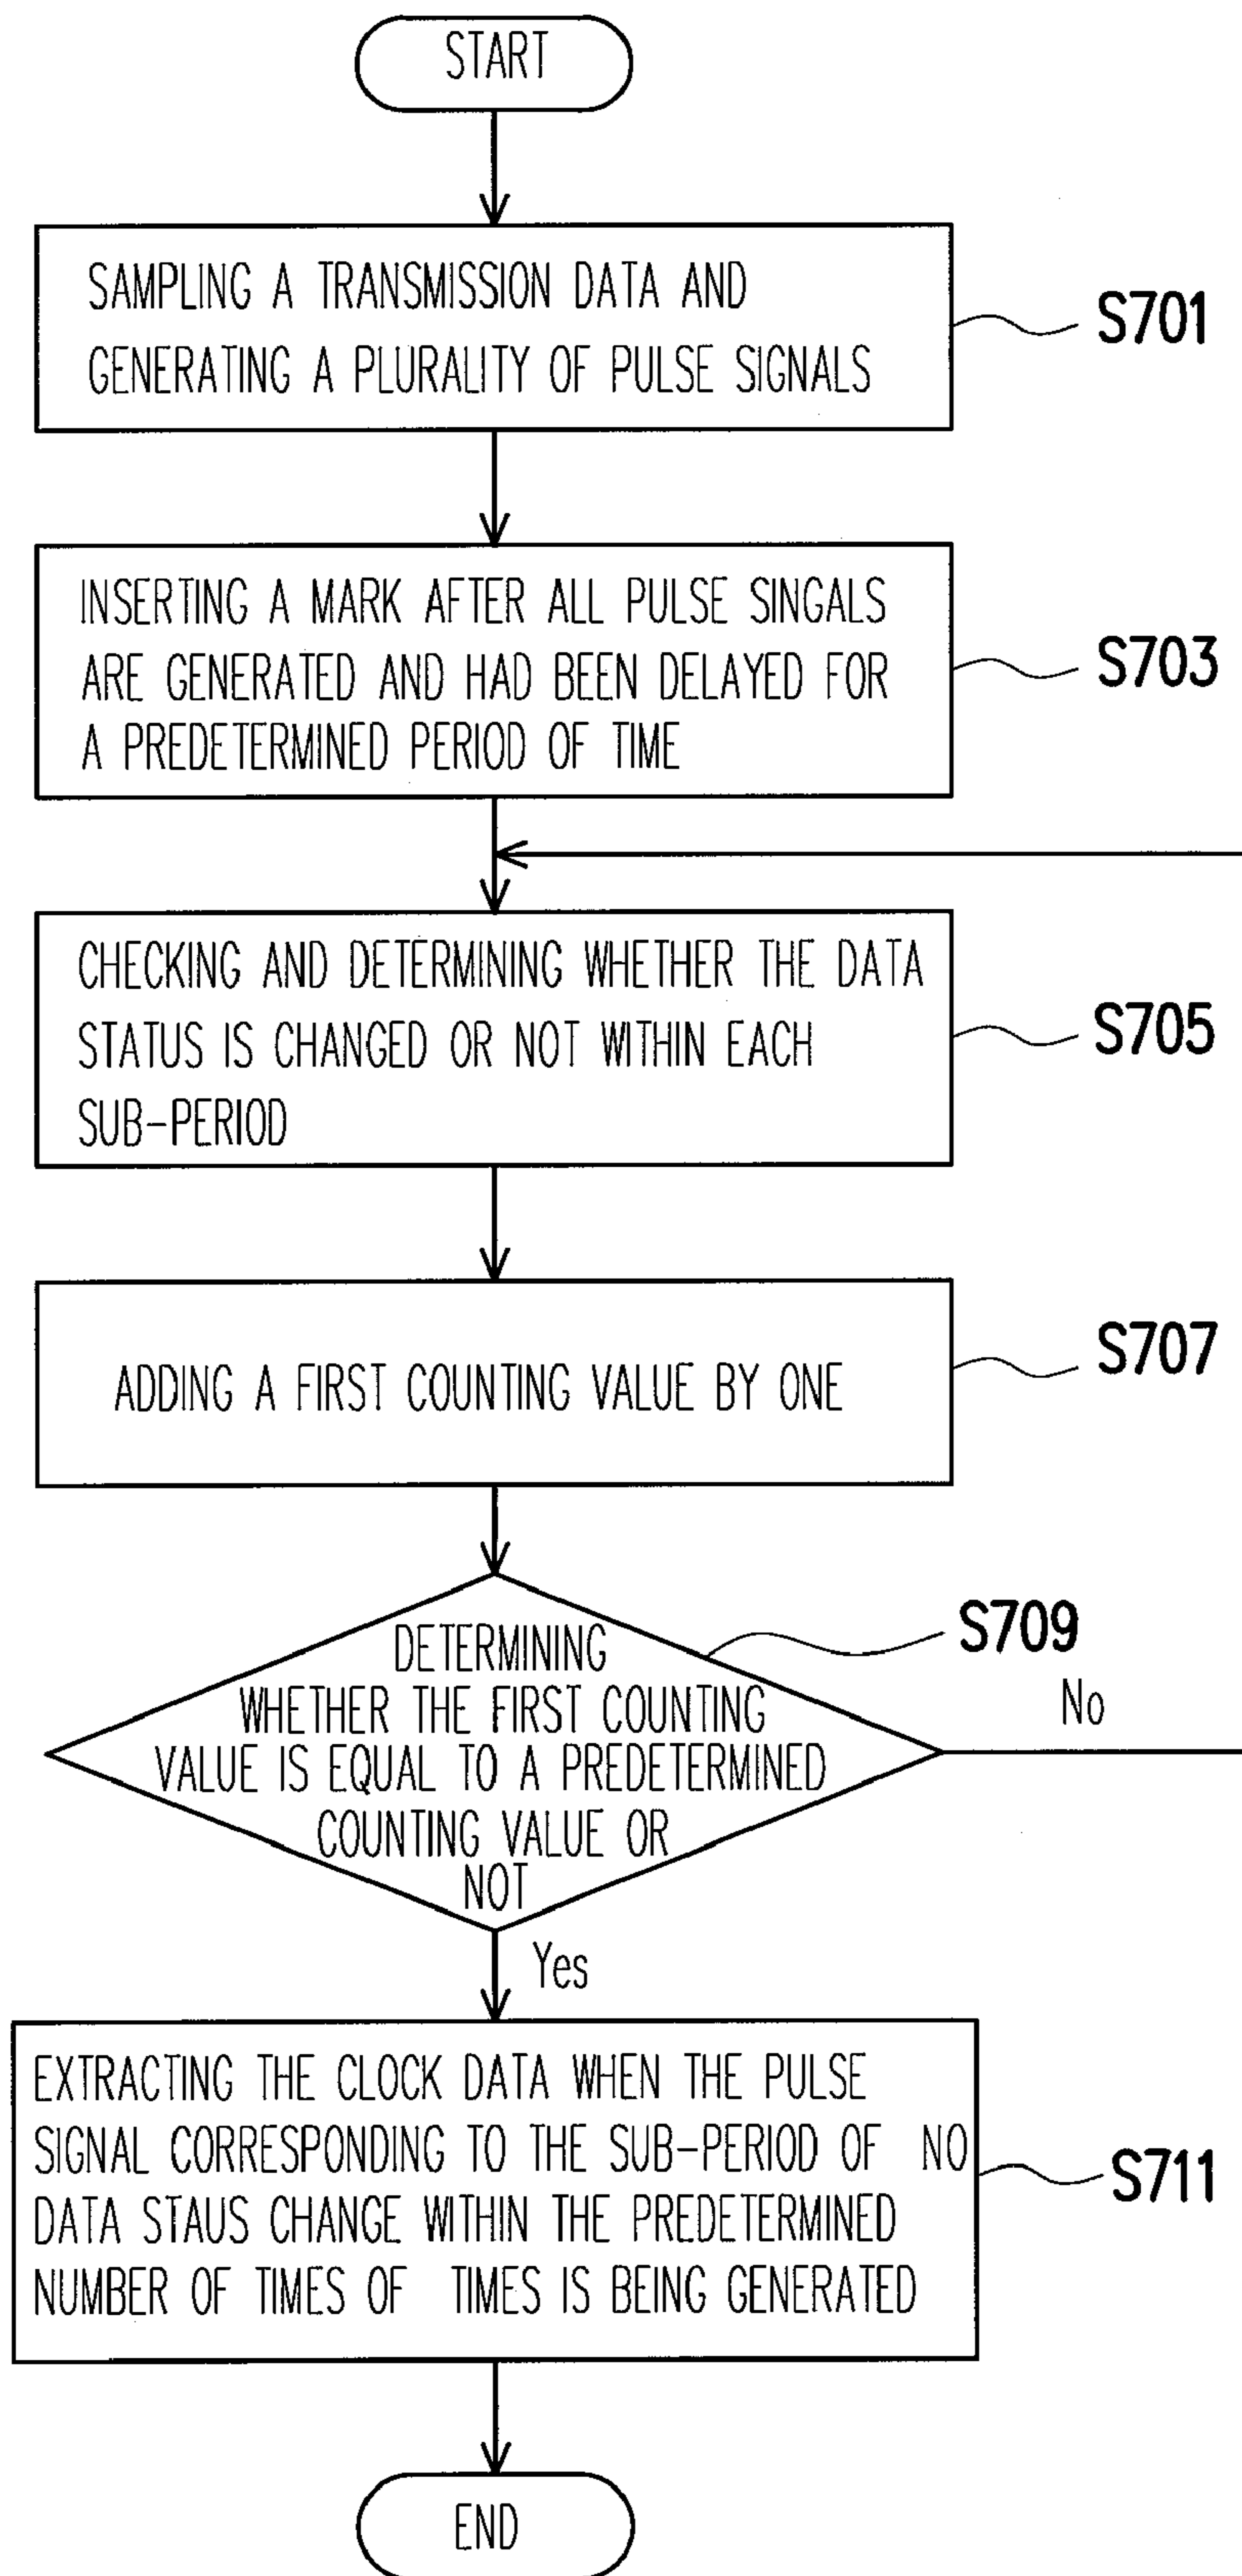 START
SAMPLING A TRANSMISSION DATA AND
GENERATING A PLURALITY OF PULSE SIGNALS
S701
INSERTING A MARK AFTER ALL PULSE SINGALS
ARE GENERATED AND HAD BEEN DELAYED FOR
A PREDETERMINED PERIOD OF TIME
S703
CHECKING AND DETERMINING WHETHER THE DATA
STATUS IS CHANGED OR NOT WITHIN EACH
SUB-PERIOD
S705
ADDING A FIRST COUNTING VALUE BY ONE
S707
DETERMINING
WHETHER THE FIRST COUNTING
VALUE IS EQUAL TO A PREDETERMINED
COUNTING VALUE OR
NOT
S709
No
Yes
EXTRACTING THE CLOCK DATA WHEN THE PULSE
SIGNAL CORRESPONDING TO THE SUB-PERIOD OF NO
DATA STAUS CHANGE WITHIN THE PREDETERMINED
NUMBER OF TIMES OF TIMES IS BEING GENERATED
S711
END